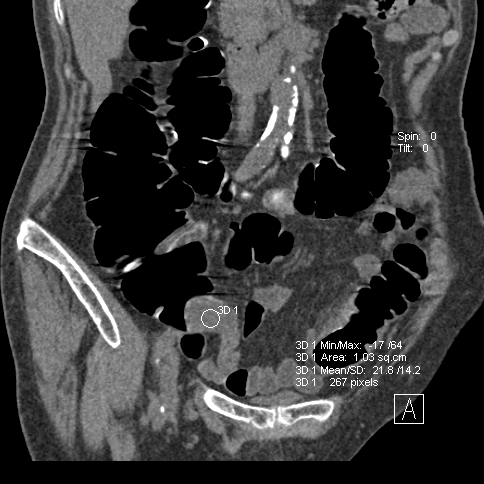 Spin: 0
Tilt: 0
3D 1
3D 1 Min/Max: -17 /64
3D 1 Area: 1.03 sq.cm
3D 1 Mean/SD: 21.8 /14.2
3D 1 267 pixels
A